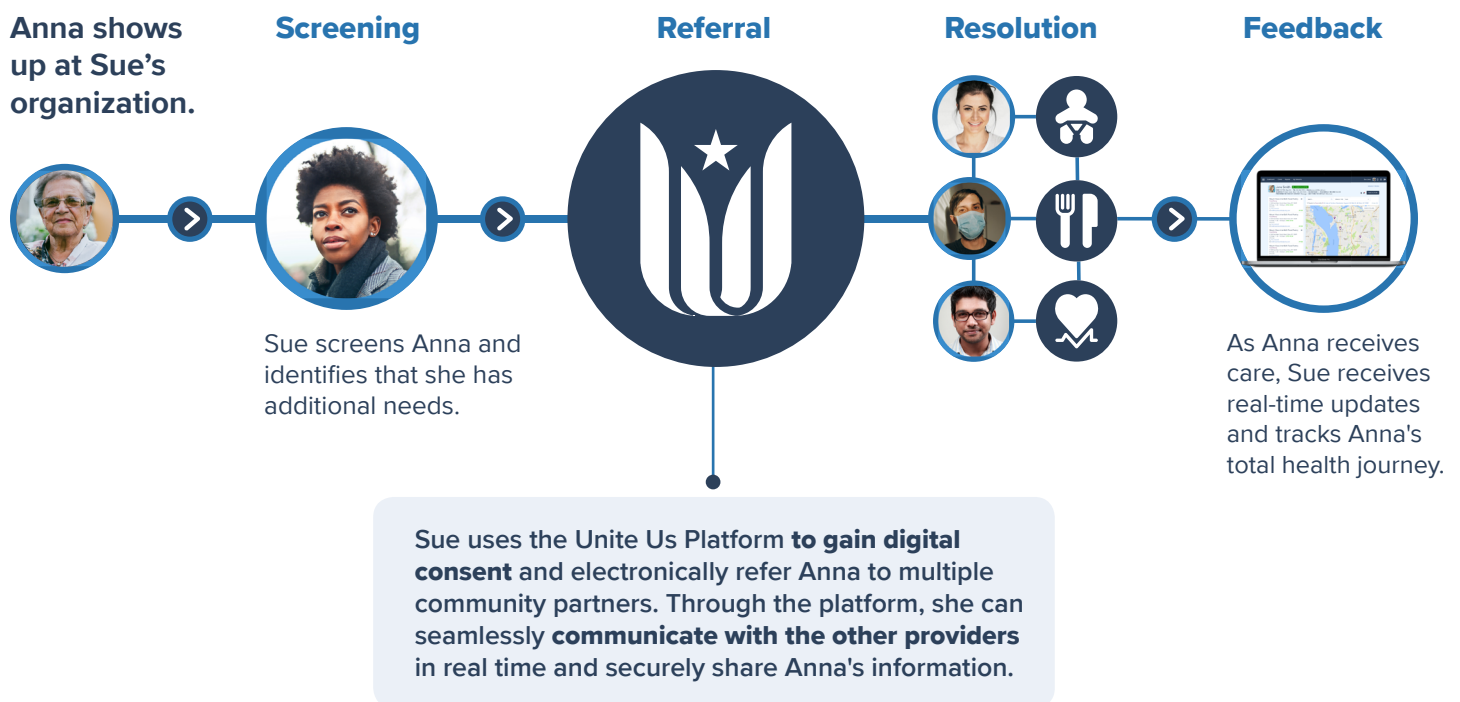 Anna shows
up at Sue’s
organization.
Screening
Sue screens Anna and
identifies that she has
additional needs.
Referral
Sue uses the Unite Us Platform to gain digital
consent and electronically refer Anna to multiple
community partners. Through the platform, she can
seamlessly communicate with the other providers
in real time and securely share Anna's information.
Resolution
Feedback
As Anna receives
care, Sue receives
real-time updates
and tracks Anna's
total health journey.